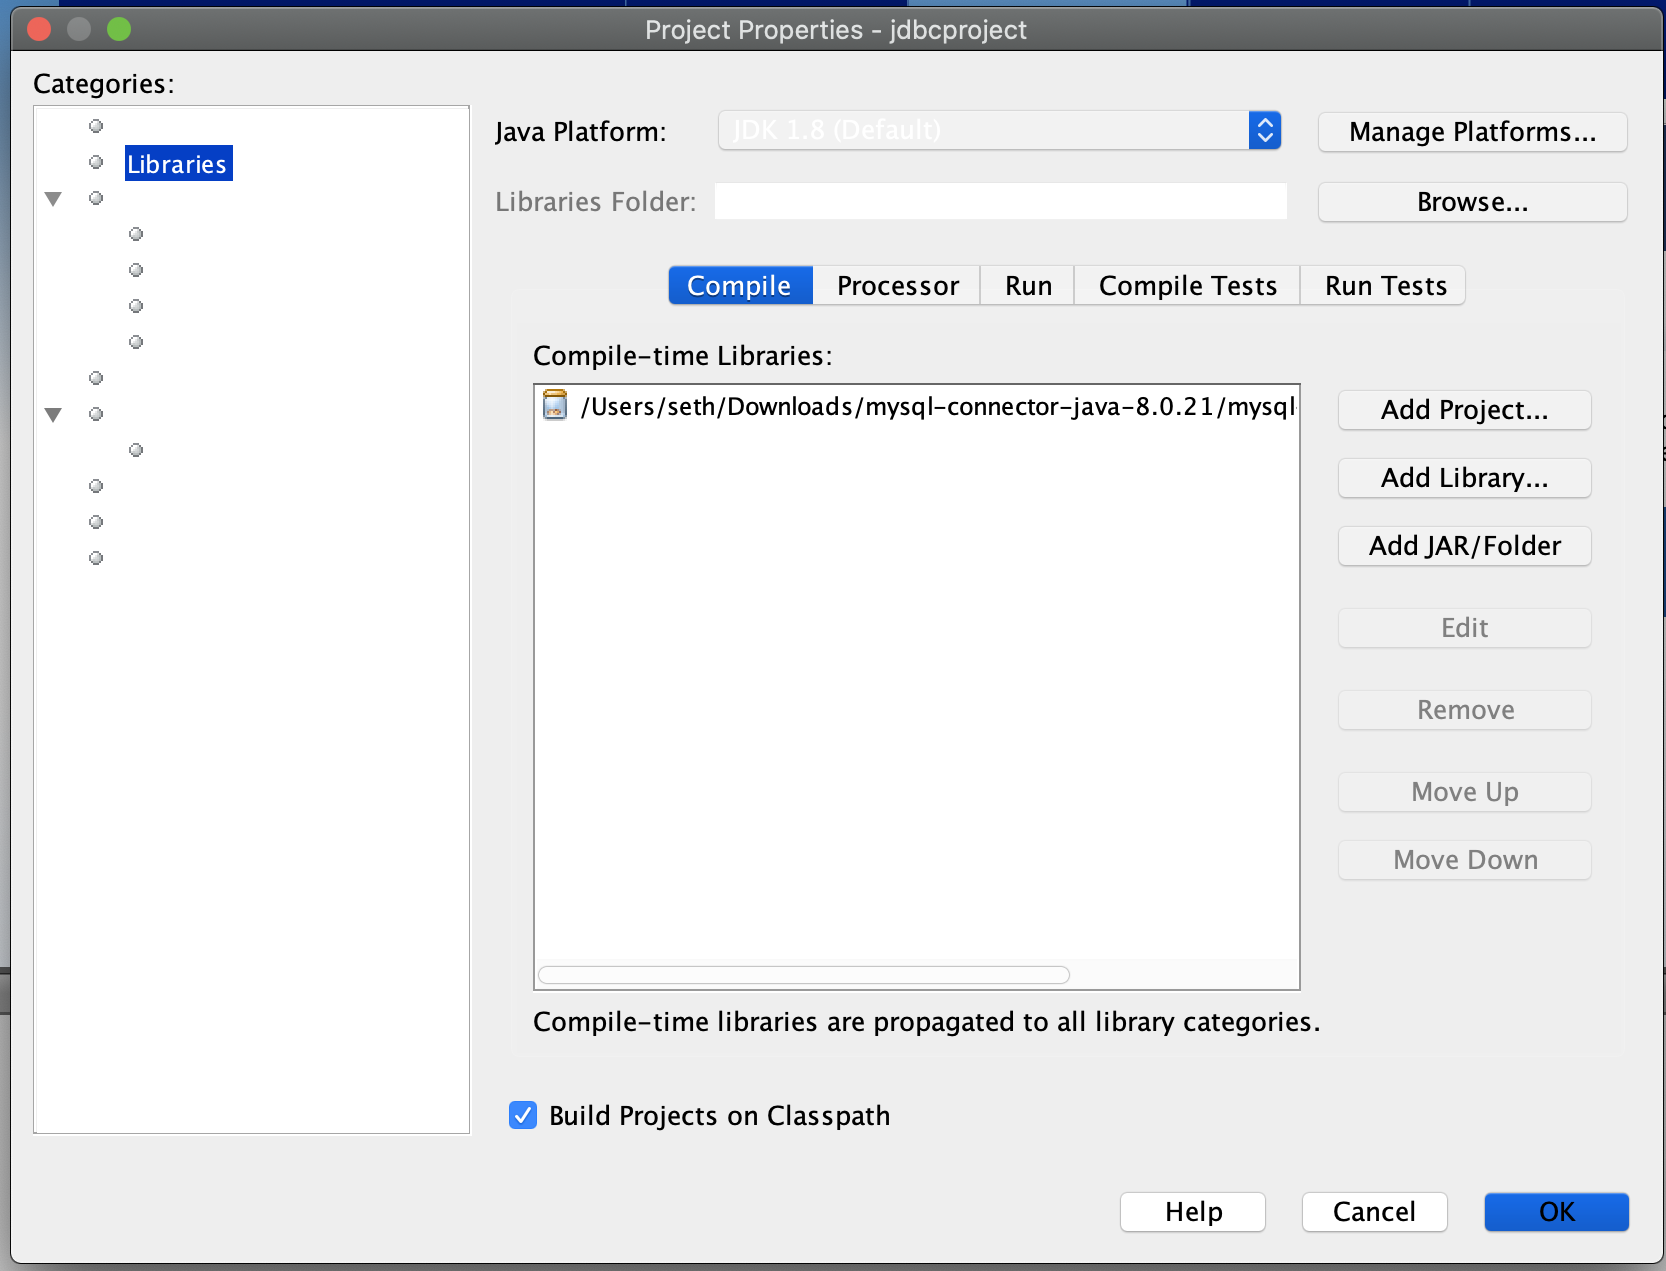 Project Properties - jdbcproject
Categories:
Libraries
Java Platform:
JDK 1.8 (Default)
Manage Platforms...
Libraries Folder:
Browse...
Compile
Processor
Run
Compile Tests
Run Tests
Compile-time Libraries:
/Users/seth/Downloads/mysql-connector-java-8.0.21/mysql-
Add Project...
Add Library...
Add JAR/Folder
Edit
Remove
Move Up
Move Down
Compile-time libraries are propagated to all library categories.
Build Projects on Classpath
Help
Cancel
OK